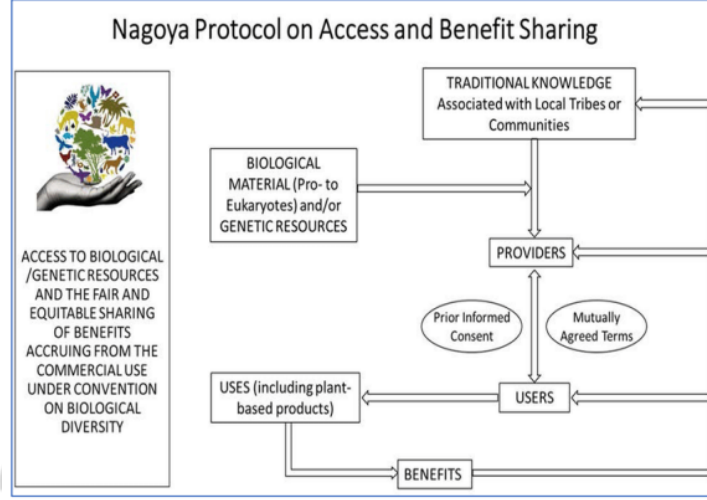 Nagoya Protocol on Access and Benefit Sharing
ACCESS TO BIOLOGICAL
/GENETIC RESOURCES
AND THE FAIR AND
EQUITABLE SHARING
OF BENEFITS
ACCRUING FROM THE
COMMERCIAL USE
UNDER CONVENTION
ON BIOLOGICAL
DIVERSITY
TRADITIONAL KNOWLEDGE
Associated with Local Tribes or
Communities
BIOLOGICAL
MATERIAL (Pro- to
Eukaryotes) and/or
GENETIC RESOURCES
PROVIDERS
Prior Informed
Consent
Mutually
Agreed Terms
USES (including plant-
based products)
USERS
BENEFITS